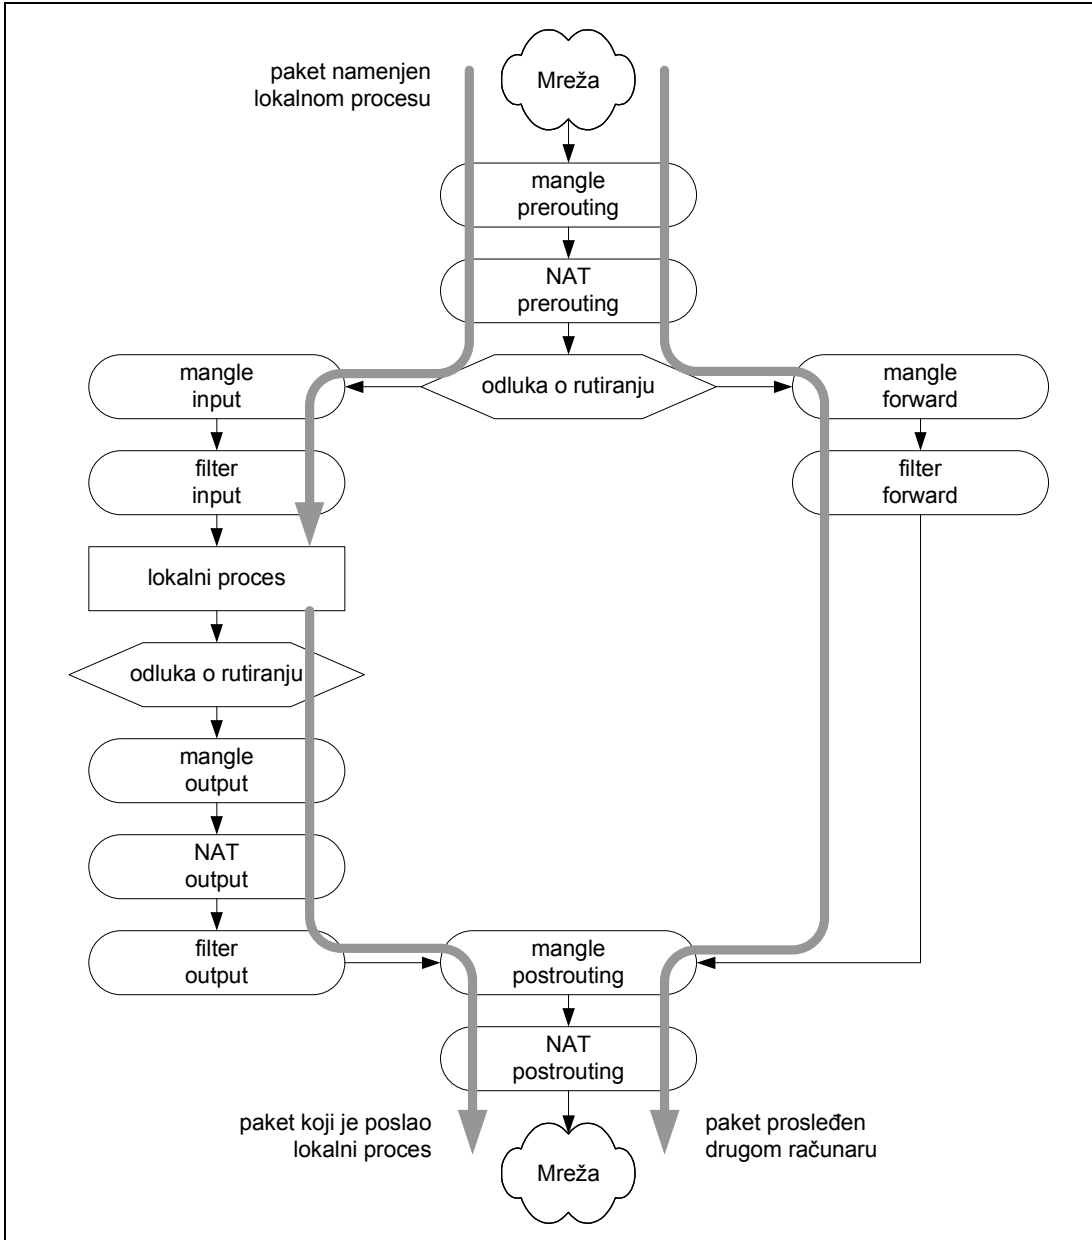 paket namenjen
lokalnom procesu
Mreža
mangle
prerouting
NAT
prerouting
mangle
input
odluka o rutiranju
mangle
forward
filter
input
filter
forward
lokalni proces
odluka o rutiranju
mangle
output
NAT
output
filter
output
mangle
postrouting
NAT
postrouting
paket koji je poslao
lokalni proces
paket prosleđen
drugom računaru
Mreža